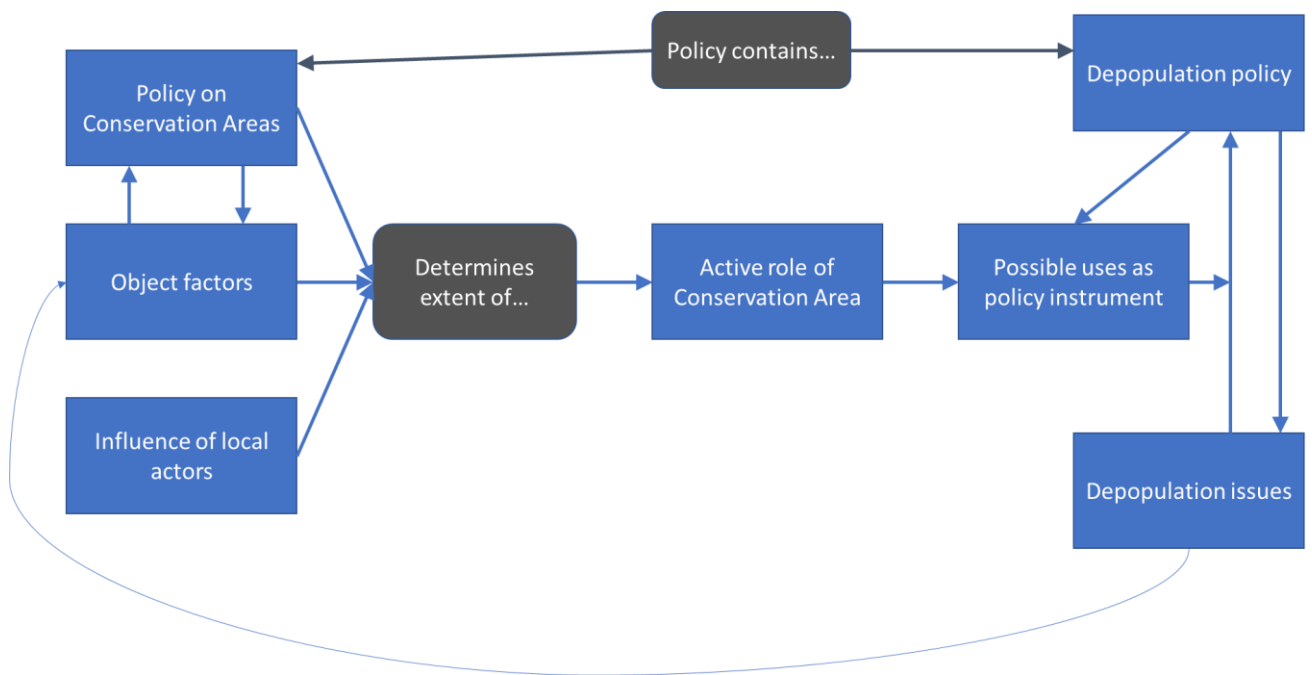 Policy contains…
Policy on
Conservation Areas
Depopulation policy
Object factors
Determines
extent of…
Active role of
Conservation Area
Possible uses as
policy instrument
Influence of local
actors
Depopulation issues